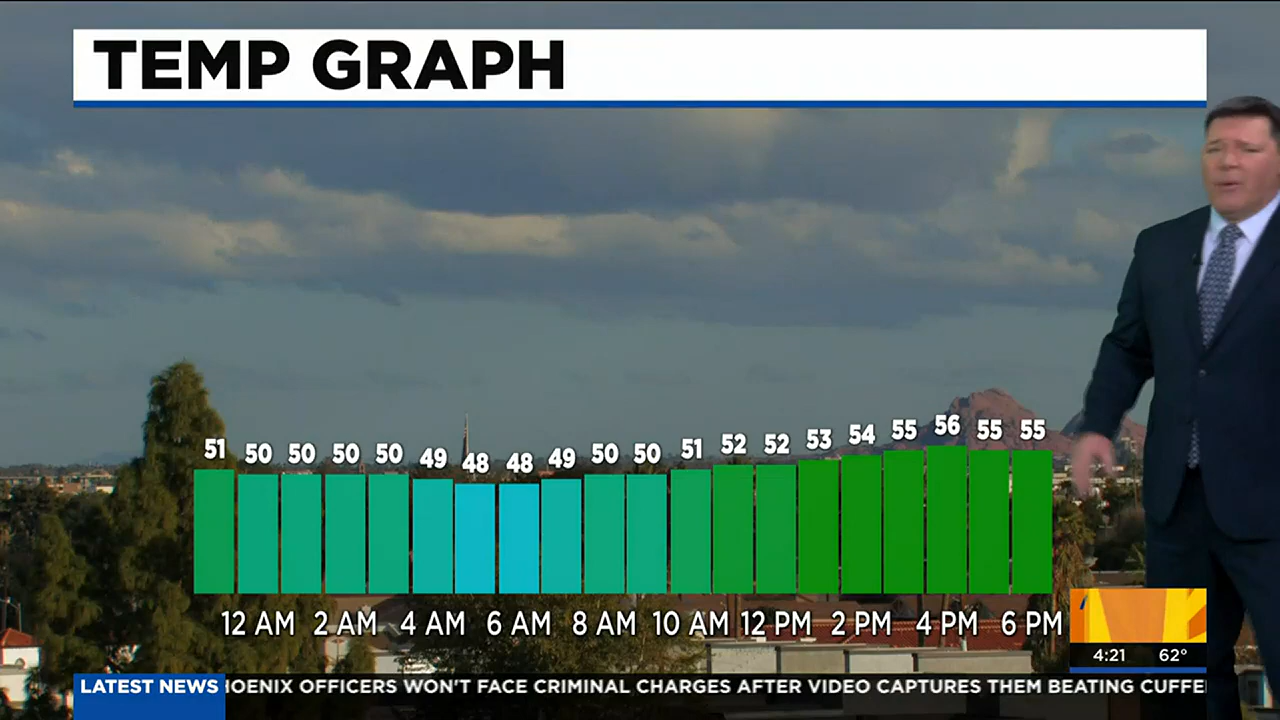 TEMP GRAPH
51 50 50 50 50 49 48 48 49 50 50 51 52 52 53 54 55 56 55 55
12 AM 2 AM 4 AM 6 AM 8 AM 10 AM 12 PM 2 PM 4 PM 6 PM
4:21 62°
LATEST NEWS HOENIX OFFICERS WON'T FACE CRIMINAL CHARGES AFTER VIDEO CAPTURES THEM BEATING CUFFE